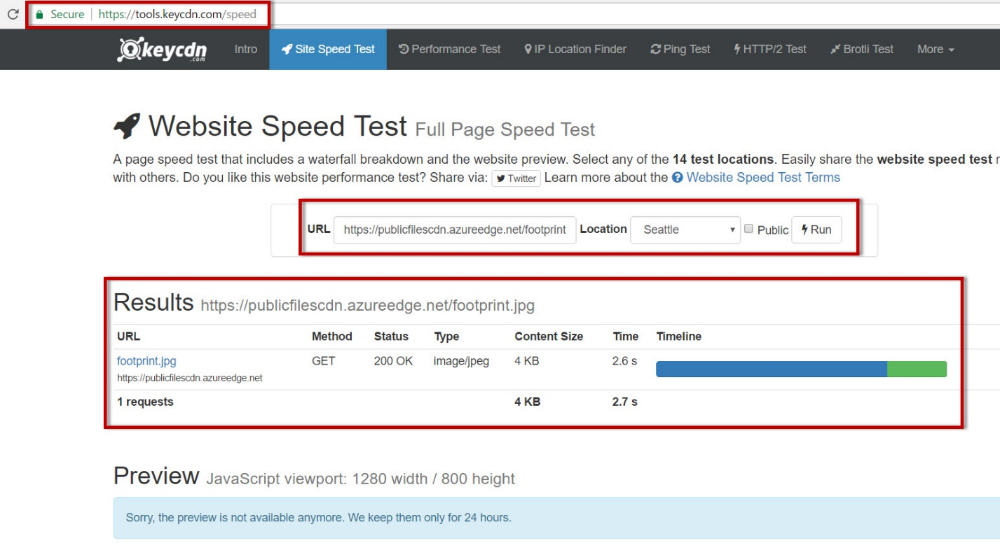 Secure | https://tools.keycdn.com/speed
keycdn .com Intro Site Speed Test Performance Test IP Location Finder Ping Test HTTP/2 Test Brotli Test More
Website Speed Test Full Page Speed Test
A page speed test that includes a waterfall breakdown and the website preview. Select any of the 14 test locations. Easily share the website speed test
with others. Do you like this website performance test? Share via: Twitter Learn more about the Website Speed Test Terms
URL https://publicfilescdn.azureedge.net/footprint Location Seattle Public Run
Results https://publicfilescdn.azureedge.net/footprint.jpg
URL Method Status Type Content Size Time Timeline
footprint.jpg GET 200 OK image/jpeg 4 KB 2.6 s
https://publicfilescdn.azureedge.net
1 requests 4 KB 2.7 s
Preview JavaScript viewport: 1280 width / 800 height
Sorry, the preview is not available anymore. We keep them only for 24 hours.